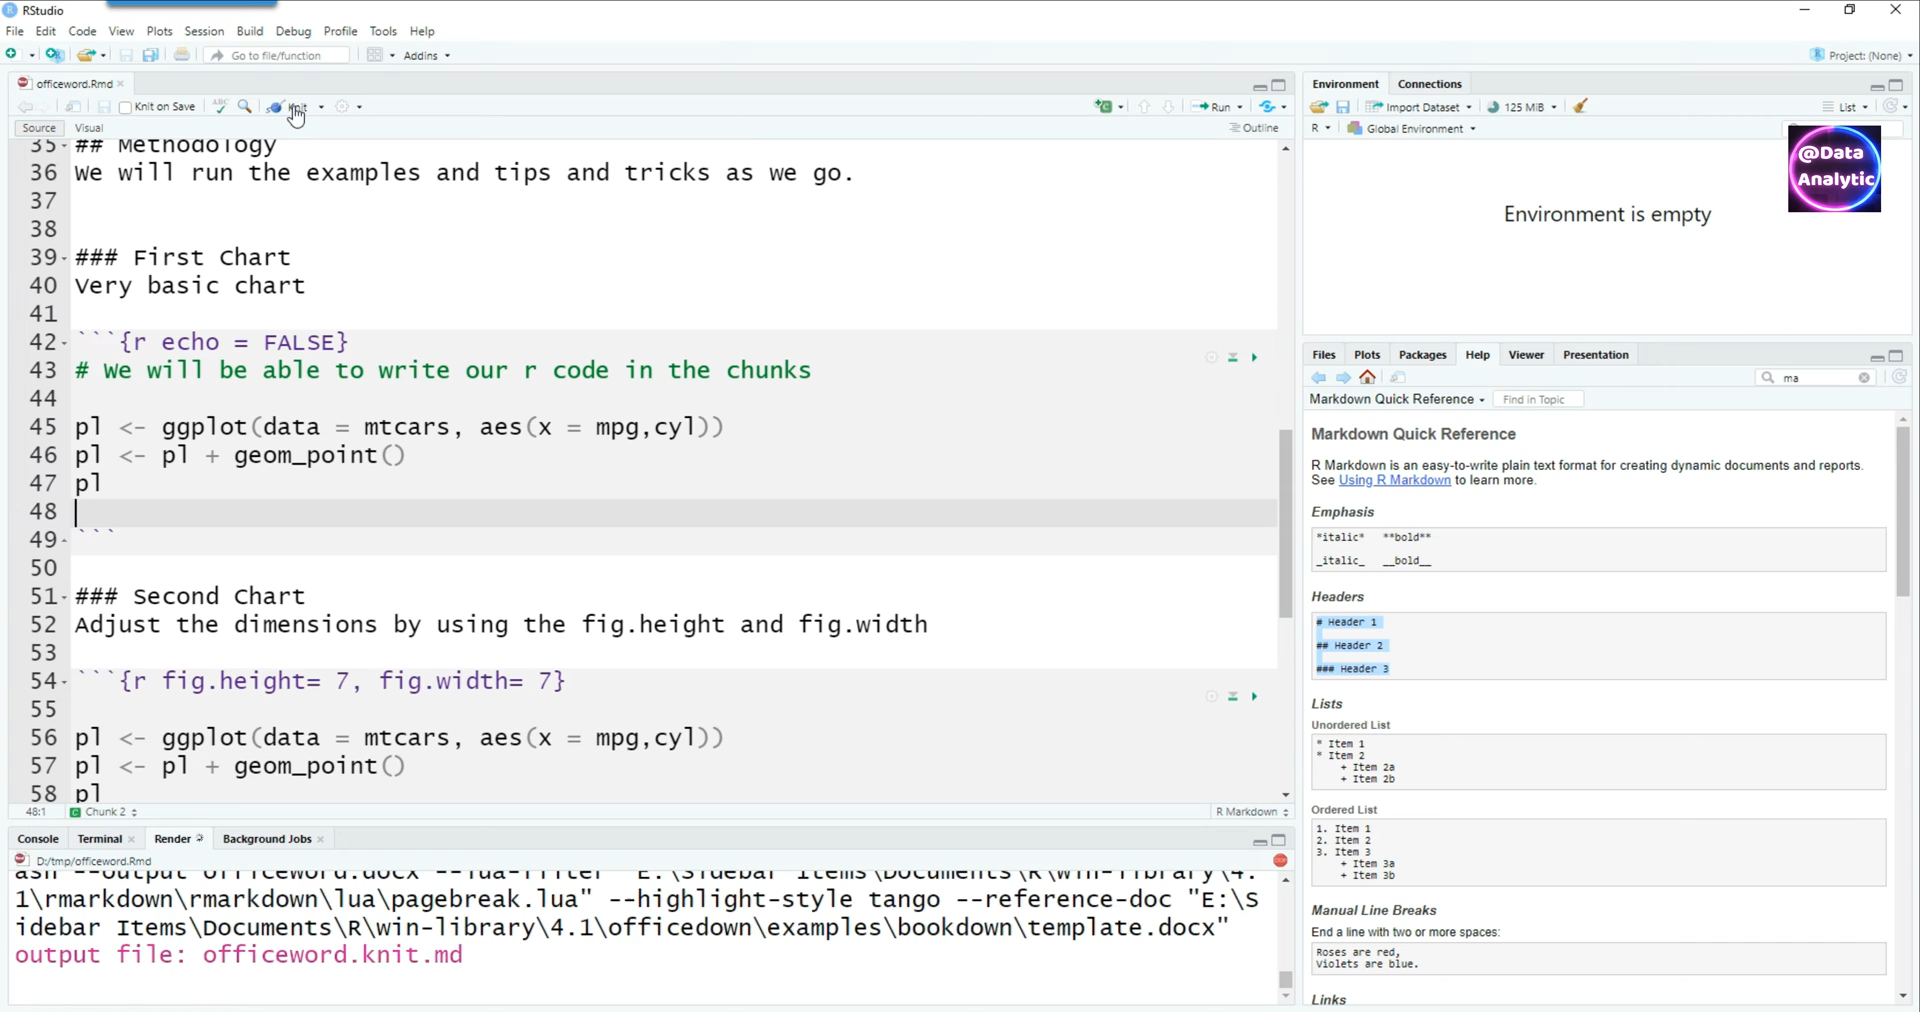 RStudio
File Edit Code View Plots Session Build Debug Profile Tools Help
Go to file/function Addins Project: (None)
officeword.Rmd
Knit on Save ABC Knit Run
Source Visual Outline
35 ## Methodology
36 We will run the examples and tips and tricks as we go.
37
38
39 ### First Chart
40 Very basic chart
41
42 ```{r echo = FALSE}
43 # We will be able to write our r code in the chunks
44
45 pl <- ggplot(data = mtcars, aes(x = mpg,cyl))
46 pl <- pl + geom_point()
47 pl
48
49 ```
50
51 ### Second Chart
52 Adjust the dimensions by using the fig.height and fig.width
53
54 ```{r fig.height= 7, fig.width= 7}
55
56 pl <- ggplot(data = mtcars, aes(x = mpg,cyl))
57 pl <- pl + geom_point()
58 pl
48:1 Chunk 2 R Markdown
Console Terminal Render Background Jobs
D:/tmp/officeword.Rmd
ash --output officeword.docx --lua-filter "E:\Sidebar Items\Documents\R\win-library\4.
1\rmarkdown\rmarkdown\lua\pagebreak.lua" --highlight-style tango --reference-doc "E:\S
idebar Items\Documents\R\win-library\4.1\officedown\examples\bookdown\template.docx"
output file: officeword.knit.md
Environment Connections
Import Dataset 125 MiB List
R Global Environment
@Data
Analytic
Environment is empty
Files Plots Packages Help Viewer Presentation
ma
Markdown Quick Reference Find in Topic
Markdown Quick Reference
R Markdown is an easy-to-write plain text format for creating dynamic documents and reports.
See Using R Markdown to learn more.
Emphasis
*italic* **bold**
_italic_ __bold__
Headers
# Header 1
## Header 2
### Header 3
Lists
Unordered List
* Item 1
* Item 2
+ Item 2a
+ Item 2b
Ordered List
1. Item 1
2. Item 2
3. Item 3
+ Item 3a
+ Item 3b
Manual Line Breaks
End a line with two or more spaces:
Roses are red,
Violets are blue.
Links